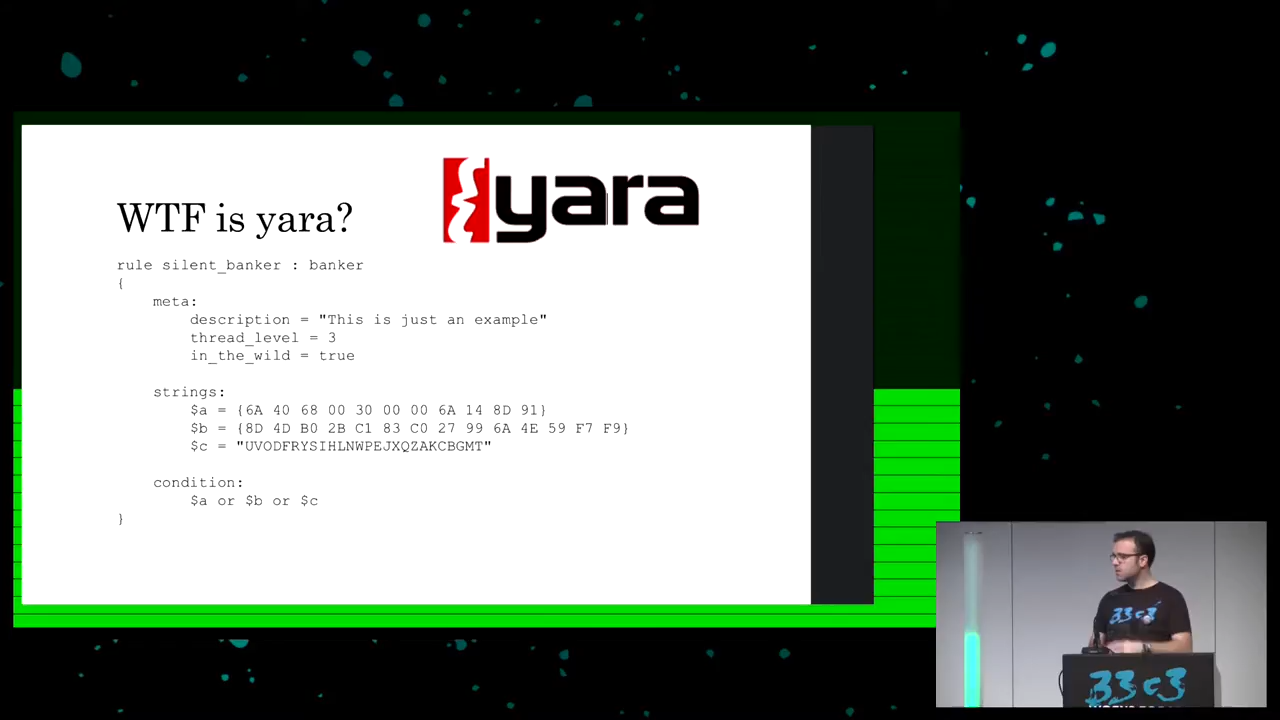 yara
WTF is yara?
rule silent_banker : banker
{
meta:
description = "This is just an example"
thread_level = 3
in_the_wild = true
strings:
$a = {6A 40 68 00 30 00 00 6A 14 8D 91}
$b = {8D 4D B0 2B C1 83 C0 27 99 6A 4E 59 F7 F9}
$c = "UVODFRYSIHLNWPEJXQZAKCBGMT"
condition:
$a or $b or $c
}
33c3
33c3